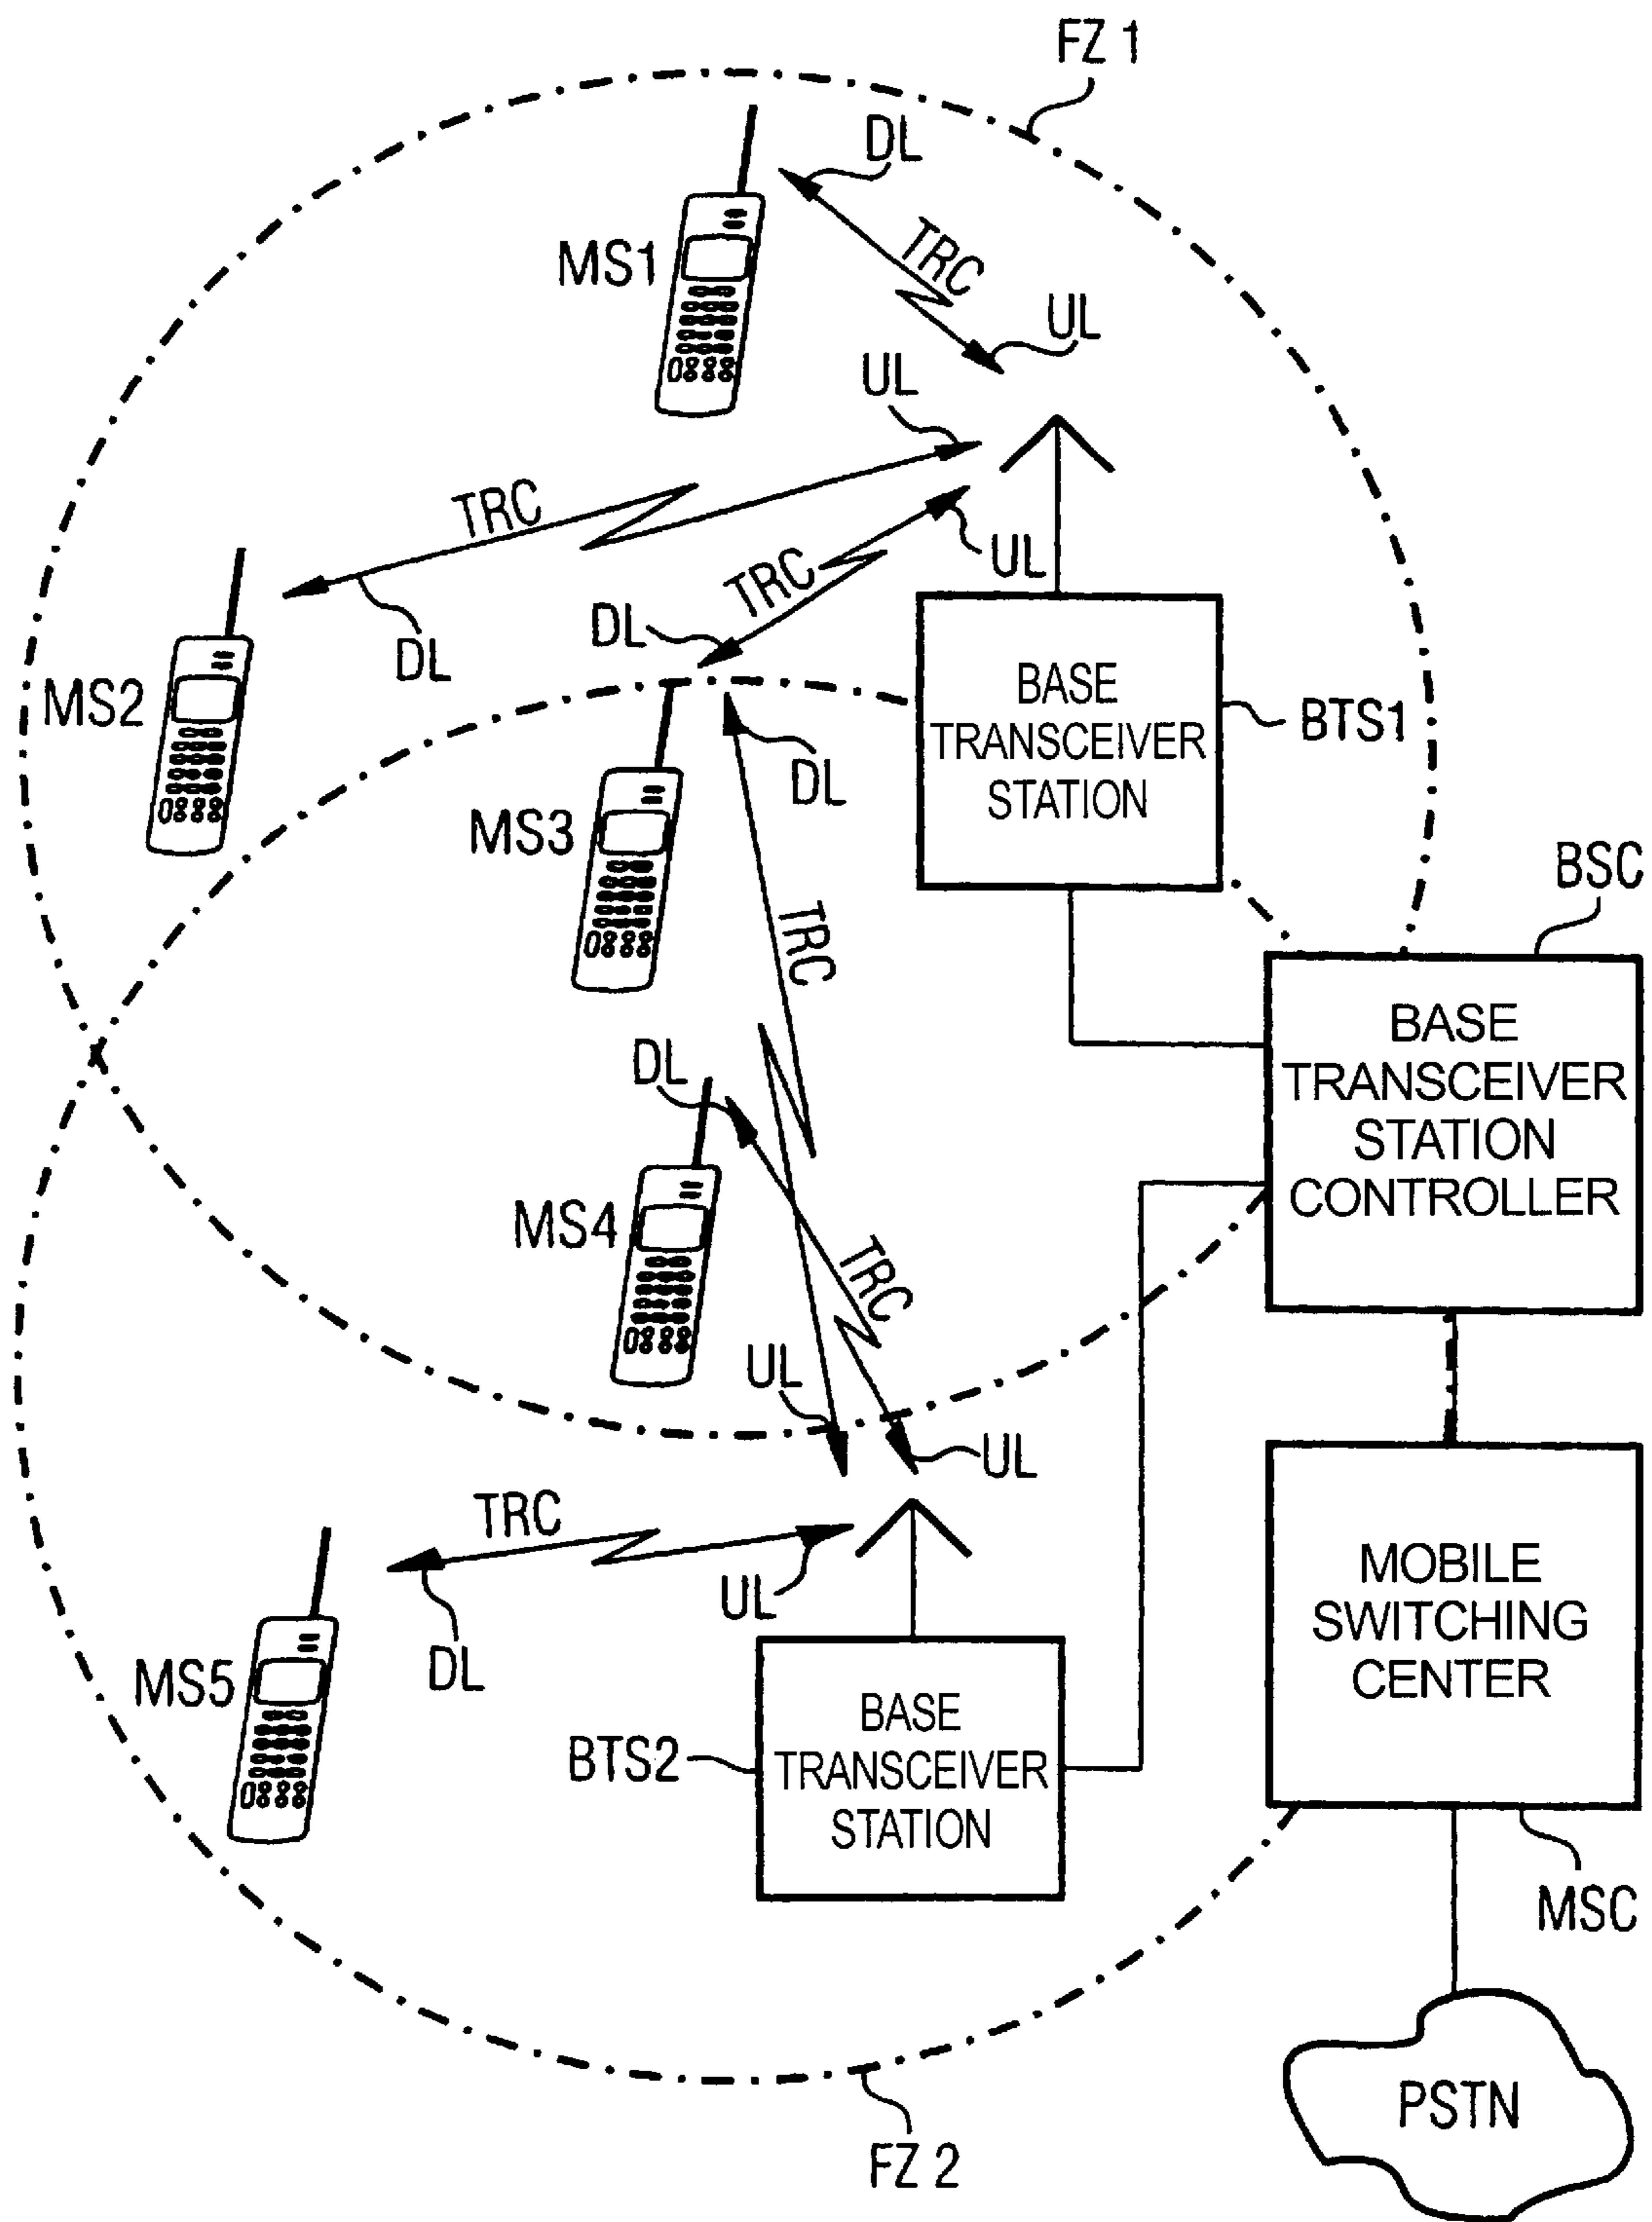 FZ 1
DL
TRC
MS1
UL
UL
TRC
UL
TRC
DL
DL
MS2
BASE
TRANSCEIVER
STATION
BTS1
DL
MS3
BSC
TRC
BASE
TRANSCEIVER
STATION
CONTROLLER
DL
MS4
TRC
UL
UL
TRC
UL
DL
MS5
MOBILE
SWITCHING
CENTER
BTS2
BASE
TRANSCEIVER
STATION
MSC
PSTN
FZ 2